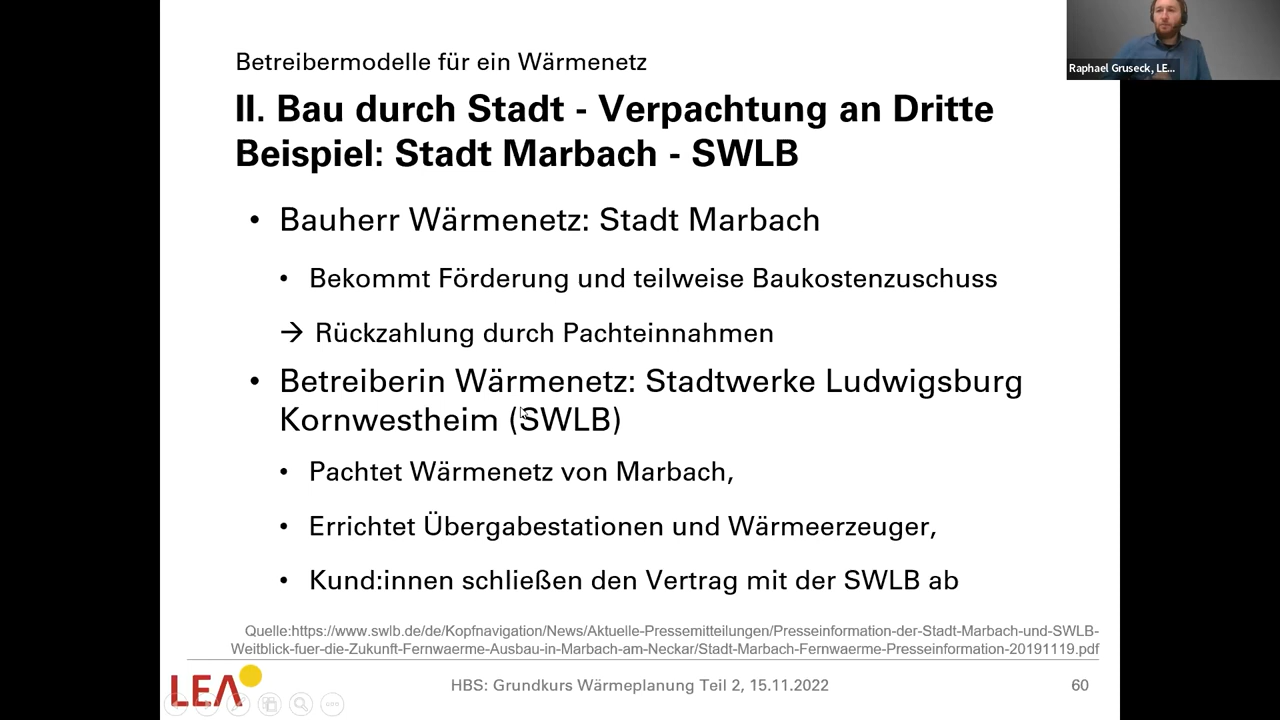 Betreibermodelle für ein Wärmenetz
II. Bau durch Stadt - Verpachtung an Dritte
Beispiel: Stadt Marbach - SWLB
• Bauherr Wärmenetz: Stadt Marbach
• Bekommt Förderung und teilweise Baukostenzuschuss
→ Rückzahlung durch Pachteinnahmen
• Betreiberin Wärmenetz: Stadtwerke Ludwigsburg
Kornwestheim (SWLB)
• Pachtet Wärmenetz von Marbach,
• Errichtet Übergabestationen und Wärmeerzeuger,
• Kund:innen schließen den Vertrag mit der SWLB ab
Quelle:https://www.swlb.de/de/Kopfnavigation/News/Aktuelle-Pressemitteilungen/Presseinformation-der-Stadt-Marbach-und-SWLB-
Weitblick-fuer-die-Zukunft-Fernwaerme-Ausbau-in-Marbach-am-Neckar/Stadt-Marbach-Fernwaerme-Presseinformation-20191119.pdf
LEA
HBS: Grundkurs Wärmeplanung Teil 2, 15.11.2022
60
Raphael Gruseck, LE...